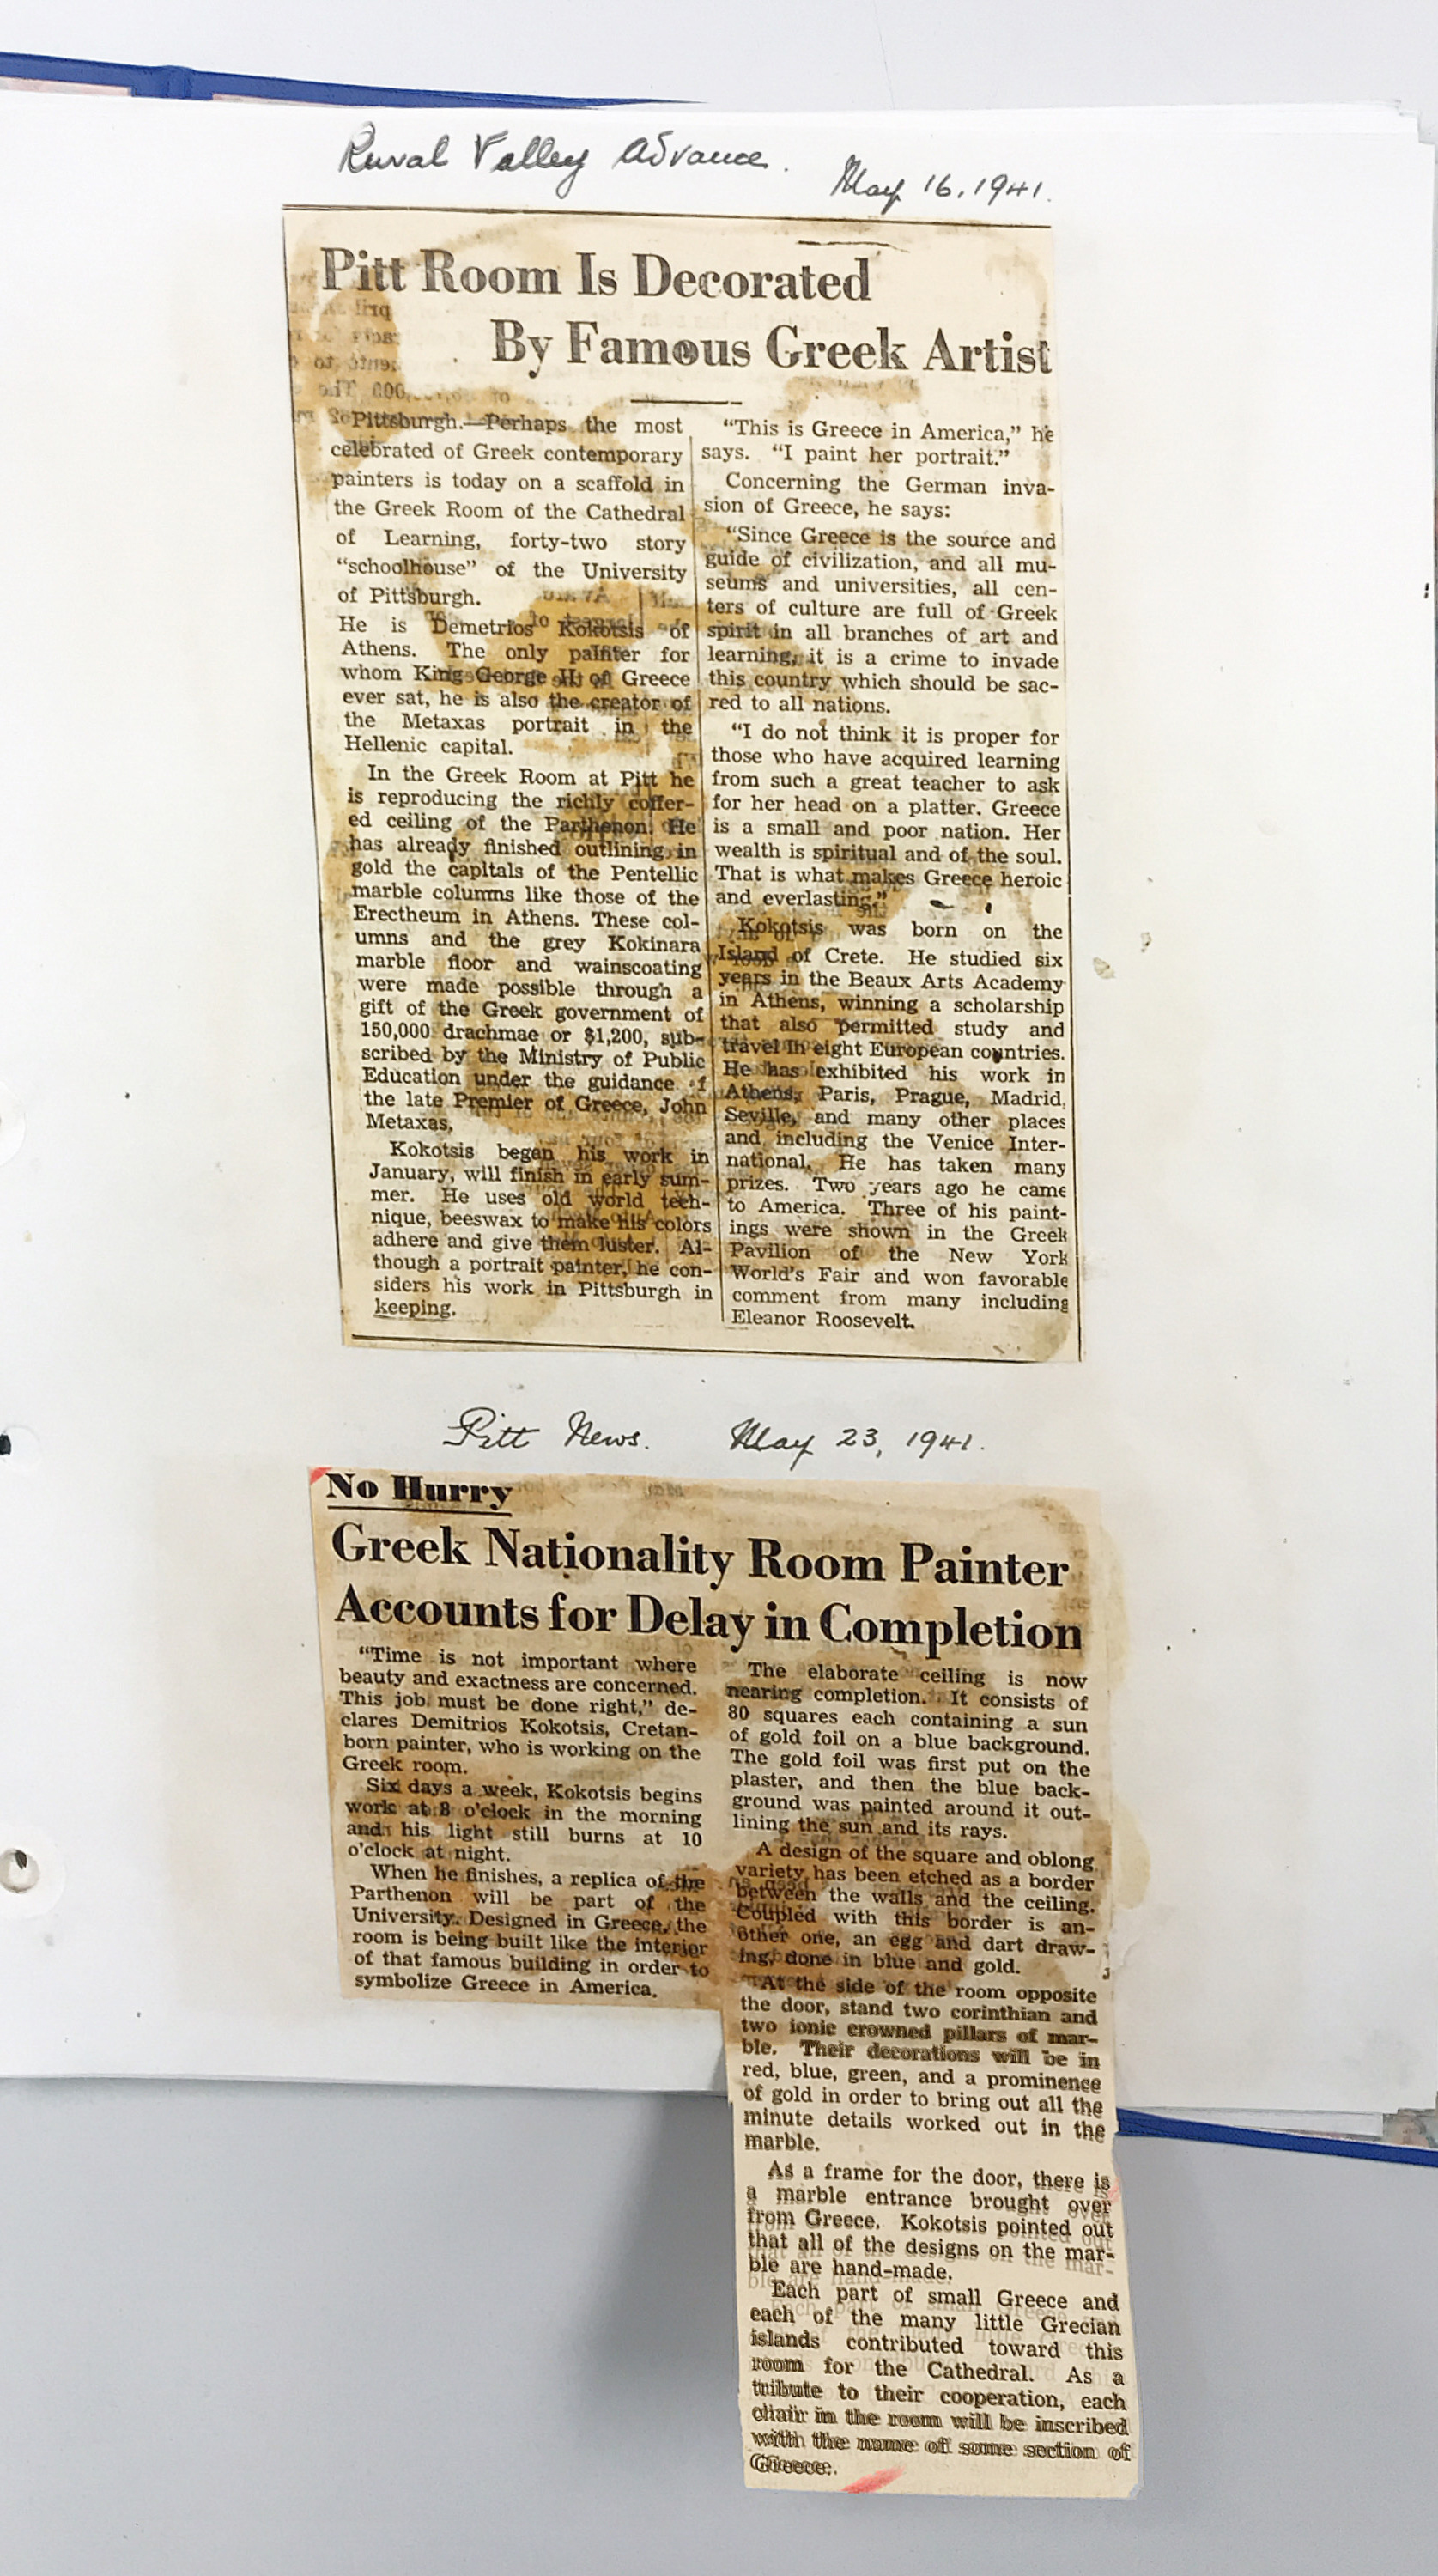 Rural Valley Advance. May 16, 1941.
Pitt Room Is Decorated
By Famous Greek Artist
Pittsburgh.—Perhaps the most
celebrated of Greek contemporary
painters is today on a scaffold in
the Greek Room of the Cathedral
of Learning, forty-two story
“schoolhouse” of the University
of Pittsburgh.
He is Demetrios Kokotsis of
Athens. The only painter for
whom King George II of Greece
ever sat, he is also the creator of
the Metaxas portrait in the
Hellenic capital.
In the Greek Room at Pitt he
is reproducing the richly coffer-
ed ceiling of the Parthenon. He
has already finished outlining in
gold the capitals of the Pentellic
marble columns like those of the
Erectheum in Athens. These col-
umns and the grey Kokinara
marble floor and wainscoating
were made possible through a
gift of the Greek government of
150,000 drachmae or $1,200, sub-
scribed by the Ministry of Public
Education under the guidance f
the late Premier of Greece, John
Metaxas.
Kokotsis began his work in
January, will finish in early sum-
mer. He uses old world tech-
nique, beeswax to make his colors
adhere and give them luster. Al-
though a portrait painter, he con-
siders his work in Pittsburgh in
keeping.
“This is Greece in America,” he
says. “I paint her portrait.”
Concerning the German inva-
sion of Greece, he says:
“Since Greece is the source and
guide of civilization, and all mu-
seums and universities, all cen-
ters of culture are full of Greek
spirit in all branches of art and
learning, it is a crime to invade
this country which should be sac-
red to all nations.
“I do not think it is proper for
those who have acquired learning
from such a great teacher to ask
for her head on a platter. Greece
is a small and poor nation. Her
wealth is spiritual and of the soul.
That is what makes Greece heroic
and everlasting.”
Kokotsis was born on the
Island of Crete. He studied six
years in the Beaux Arts Academy
in Athens, winning a scholarship
that also permitted study and
travel in eight European countries.
He has exhibited his work in
Athens, Paris, Prague, Madrid,
Seville, and many other places
and including the Venice Inter-
national. He has taken many
prizes. Two years ago he came
to America. Three of his paint-
ings were shown in the Greek
Pavilion of the New York
World's Fair and won favorable
comment from many including
Eleanor Roosevelt.
Pitt News. May 23, 1941.
No Hurry
Greek Nationality Room Painter
Accounts for Delay in Completion
“Time is not important where
beauty and exactness are concerned.
This job must be done right,” de-
clares Demitrios Kokotsis, Cretan-
born painter, who is working on the
Greek room.
Six days a week, Kokotsis begins
work at 8 o'clock in the morning
and his light still burns at 10
o'clock at night.
When he finishes, a replica of the
Parthenon will be part of the
University. Designed in Greece, the
room is being built like the interior
of that famous building in order to
symbolize Greece in America.
The elaborate ceiling is now
nearing completion. It consists of
80 squares each containing a sun
of gold foil on a blue background.
The gold foil was first put on the
plaster, and then the blue back-
ground was painted around it out-
lining the sun and its rays.
A design of the square and oblong
variety has been etched as a border
between the walls and the ceiling.
Coupled with this border is an-
other one, an egg and dart draw-
ing, done in blue and gold.
At the side of the room opposite
the door, stand two corinthian and
two ionic crowned pillars of mar-
ble. Their decorations will be in
red, blue, green, and a prominence
of gold in order to bring out all the
minute details worked out in the
marble.
As a frame for the door, there is
a marble entrance brought over
from Greece. Kokotsis pointed out
that all of the designs on the mar-
ble are hand-made.
Each part of small Greece and
each of the many little Grecian
islands contributed toward this
room for the Cathedral. As a
tribute to their cooperation, each
chair in the room will be inscribed
with the name of some section of
Greece.